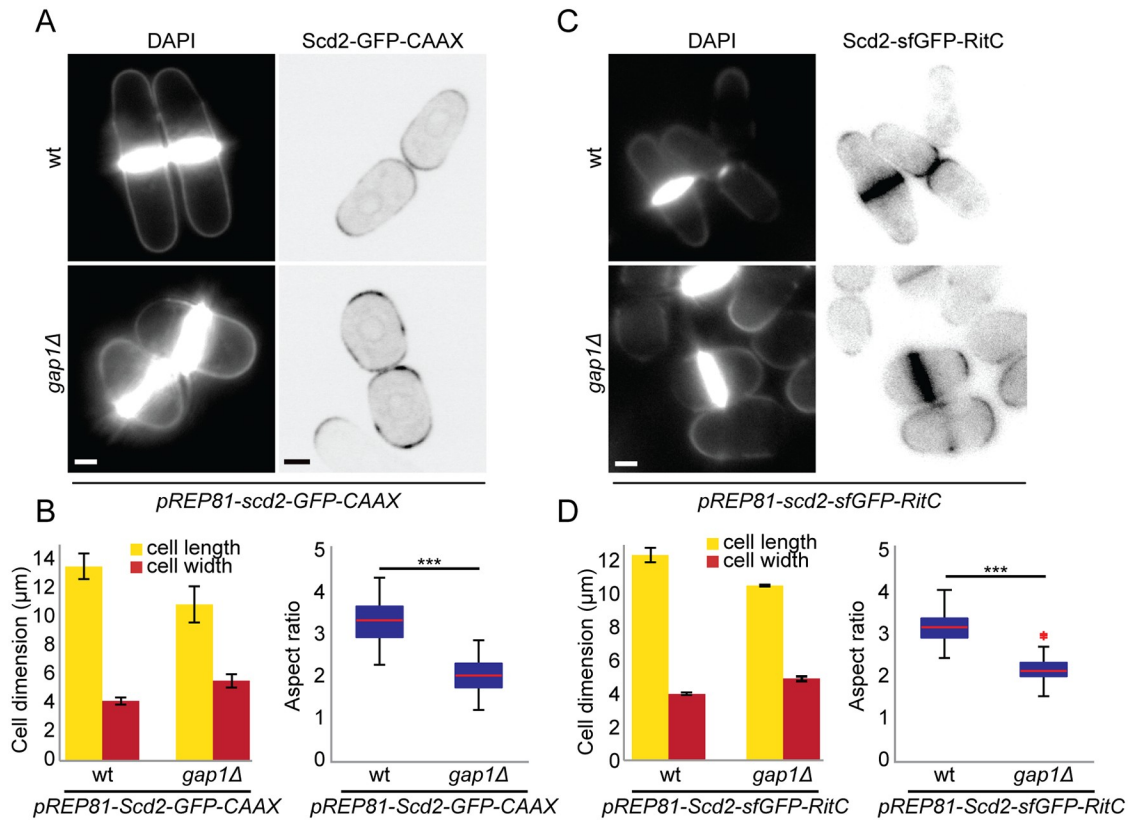 A
DAPI
Scd2-GFP-CAAX
wt
gap1Δ
pREP81-scd2-GFP-CAAX
C
DAPI
Scd2-sfGFP-RitC
wt
gap1Δ
pREP81-scd2-sfGFP-RitC
B
cell length
cell width
Cell dimension (μm)
14
12
10
8
6
4
2
0
wt
gap1Δ
pREP81-Scd2-GFP-CAAX
Aspect ratio
5
4
3
2
1
0
***
wt
gap1Δ
pREP81-Scd2-GFP-CAAX
D
cell length
cell width
Cell dimension (μm)
12
10
8
6
4
2
0
wt
gap1Δ
pREP81-Scd2-sfGFP-RitC
Aspect ratio
5
4
3
2
1
0
***
wt
gap1Δ
pREP81-Scd2-sfGFP-RitC